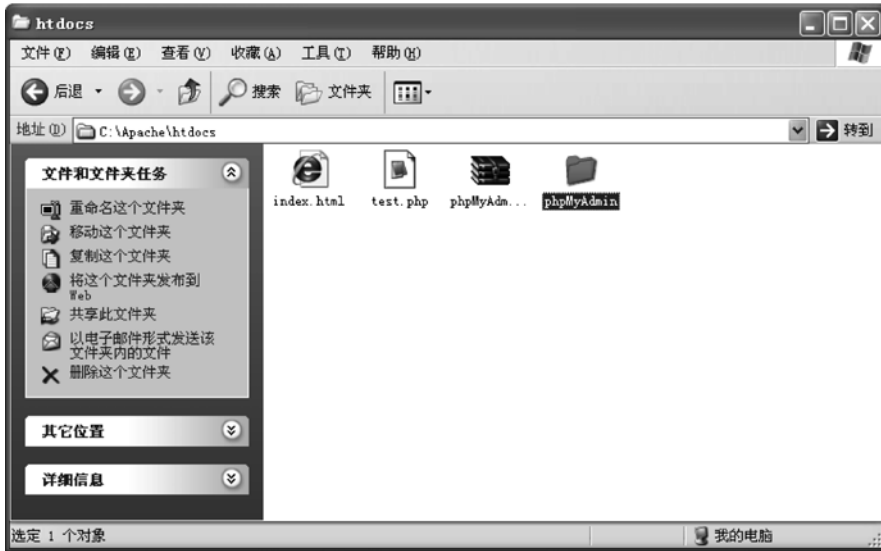 htdocs
文件(F) 编辑(E) 查看(V) 收藏(A) 工具(T) 帮助(H)
后退 搜索 文件夹
地址(D) C:\Apache\htdocs 转到
文件和文件夹任务
重命名这个文件夹
移动这个文件夹
复制这个文件夹
将这个文件夹发布到
Web
共享此文件夹
以电子邮件形式发送该
文件夹内的文件
删除这个文件夹
其它位置
详细信息
index.html test.php phpMyAdm... phpMyAdmin
选定 1 个对象 我的电脑